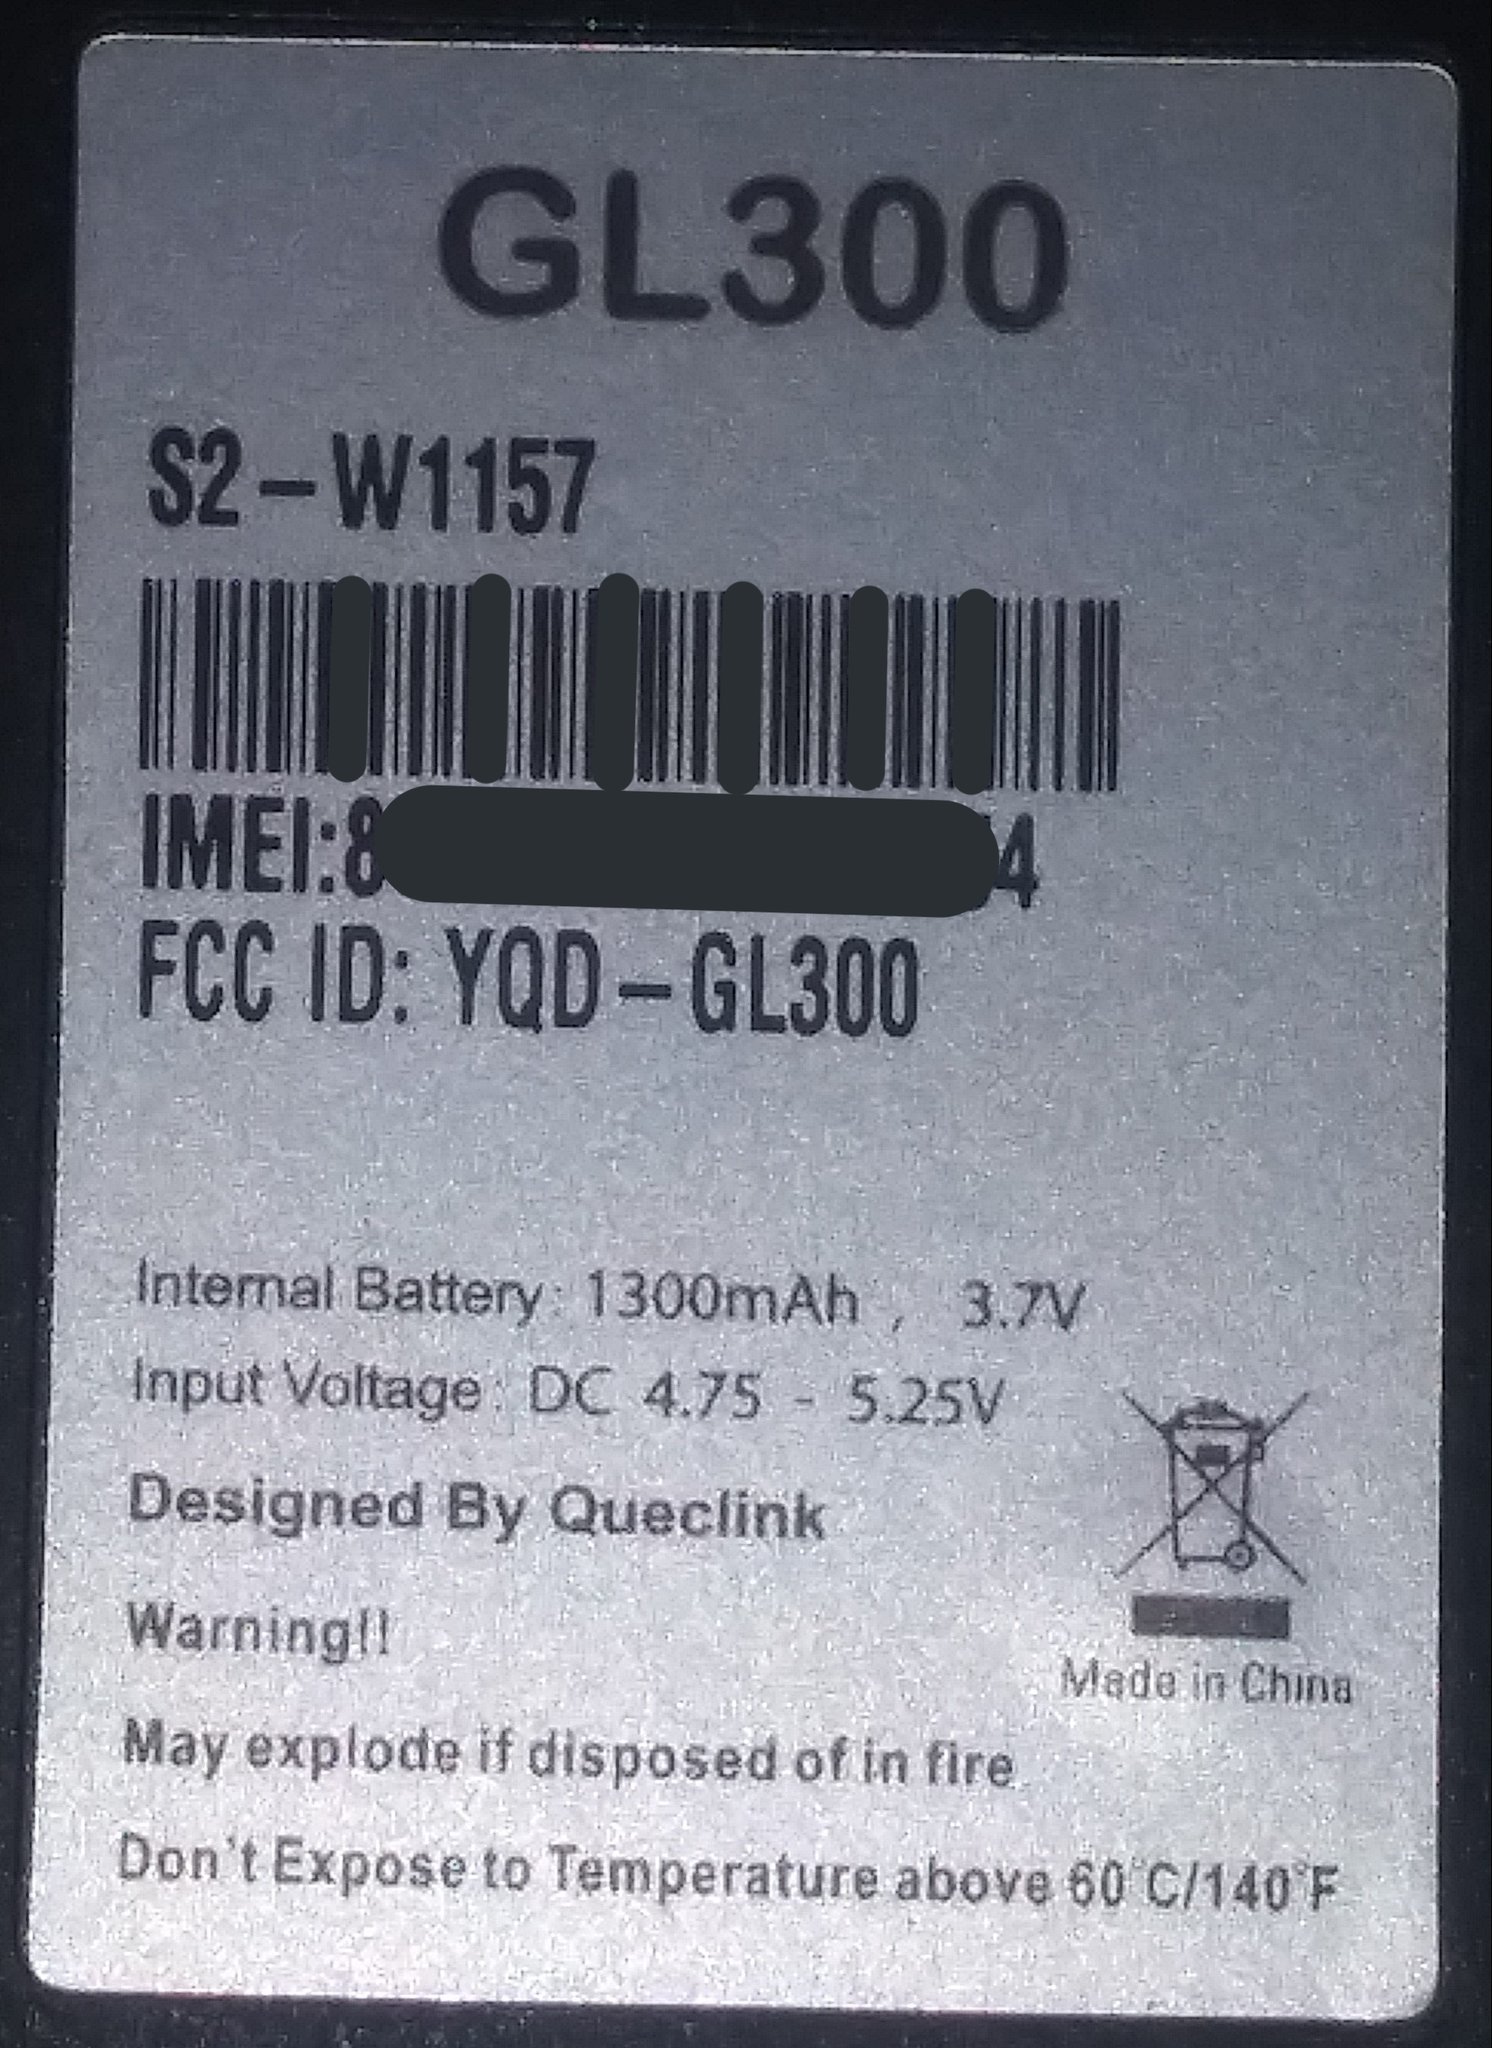 GL300
S2-W1157
IMEI:8 4
FCC ID: YQD-GL300
Internal Battery: 1300mAh , 3.7V
Input Voltage: DC 4.75 - 5.25V
Designed By Queclink
Warning!!
Made in China
May explode if disposed of in fire
Don't Expose to Temperature above 60°C/140°F